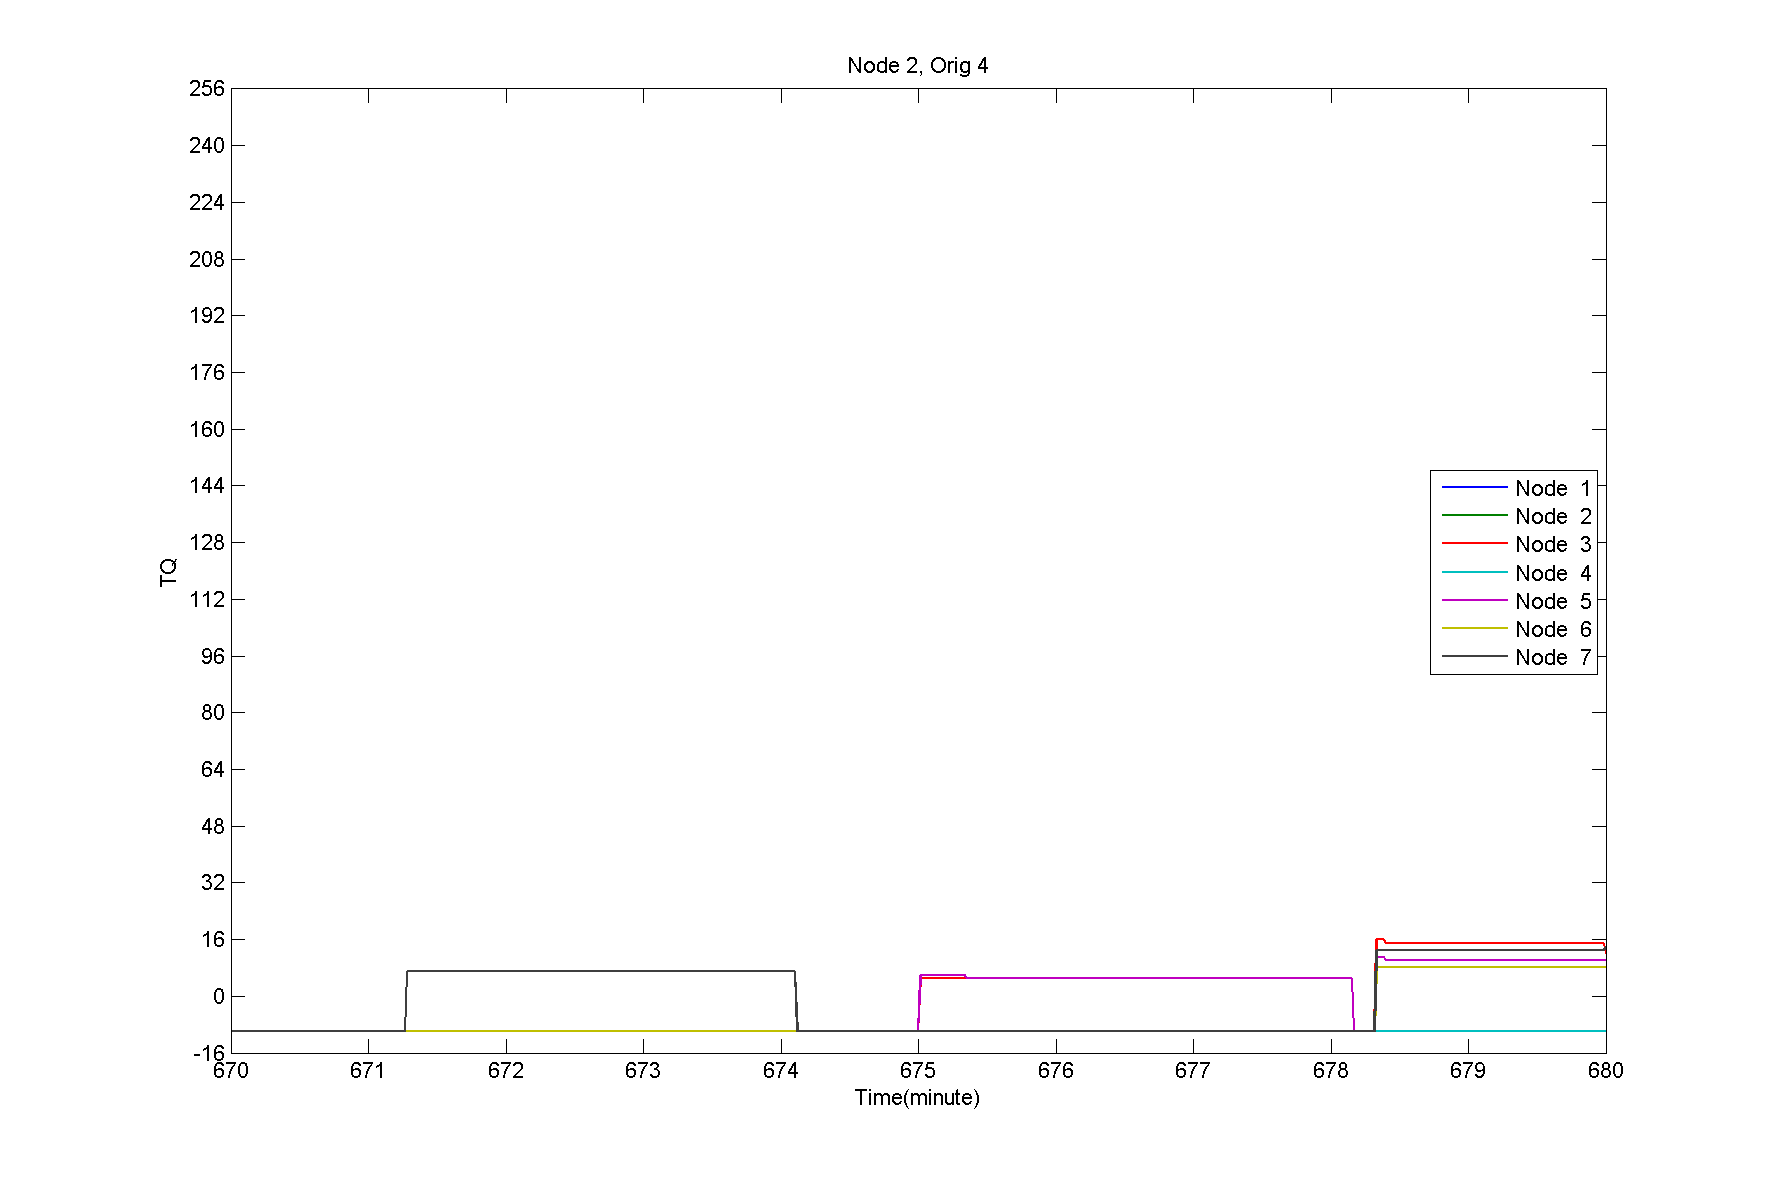 Node 2, Orig 4
256
240
224
208
192
176
160
144
128
112
96
80
64
48
32
16
0
-16
TQ
Node 1
Node 2
Node 3
Node 4
Node 5
Node 6
Node 7
670 671 672 673 674 675 676 677 678 679 680
Time(minute)